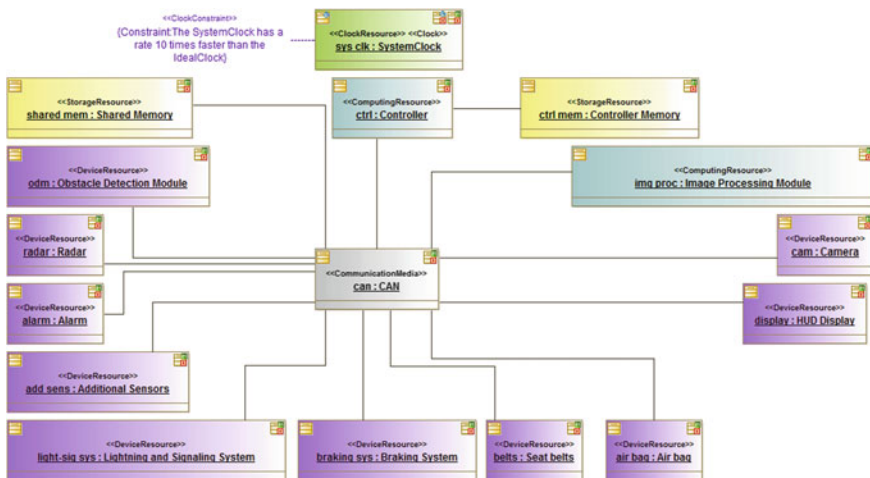 <<ClockConstraint>>
{Constraint:The SystemClock has a
rate 10 times faster than the
IdealClock}
<<ClockResource>> <<Clock>>
sys clk : SystemClock
<<StorageResource>>
shared mem : Shared Memory
<<ComputingResource>>
ctrl : Controller
<<StorageResource>>
ctrl mem : Controller Memory
<<DeviceResource>>
odm : Obstacle Detection Module
<<ComputingResource>>
img proc : Image Processing Module
<<DeviceResource>>
radar : Radar
<<DeviceResource>>
cam : Camera
<<CommunicationMedia>>
can : CAN
<<DeviceResource>>
alarm : Alarm
<<DeviceResource>>
display : HUD Display
<<DeviceResource>>
add sens : Additional Sensors
<<DeviceResource>>
light-sig sys : Lightning and Signaling System
<<DeviceResource>>
braking sys : Braking System
<<DeviceResource>>
belts : Seat belts
<<DeviceResource>>
air bag : Air bag